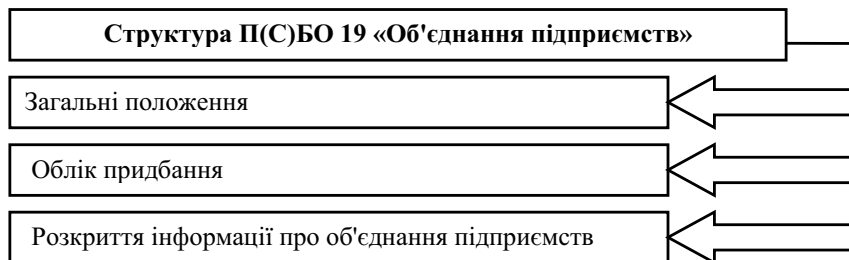 Структура П(С)БО 19 «Об'єднання підприємств»
Загальні положення
Облік придбання
Розкриття інформації про об'єднання підприємств